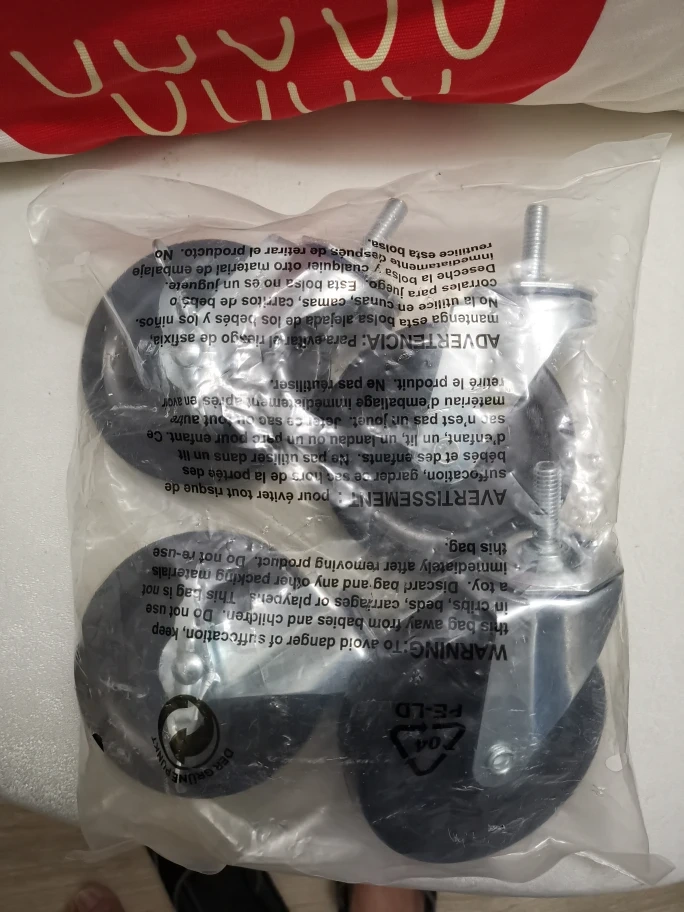 WARNING: To avoid danger of suffocation, keep
this bag away from babies and children. Do not use
in cribs, beds, carriages or playpens. This bag is not
a toy. Discard bag and any other packing materials
immediately after removing product. Do not re-use
this bag.
AVERTISSEMENT : pour éviter tout risque de
suffocation, garder ce sac hors de la portée des
bébés et des enfants. Ne pas utiliser dans un lit
d'enfant, un lit, un landau ou un parc pour enfant. Ce
sac n'est pas un jouet. Jeter ce sac ou tout autre
matériau d'emballage immédiatement après en avoir
retiré le produit. Ne pas réutiliser.
ADVERTENCIA: Para evitar el riesgo de asfixia,
mantenga esta bolsa alejada de los bebés y los niños.
No la utilice en cunas, camas, carritos de bebé o
corrales para juego. Esta bolsa no es un juguete.
Deseche la bolsa y cualquier otro material de embalaje
inmediatamente después de retirar el producto. No
reutilice esta bolsa.
04
PE-LD
DER GRÜNE PUNKT